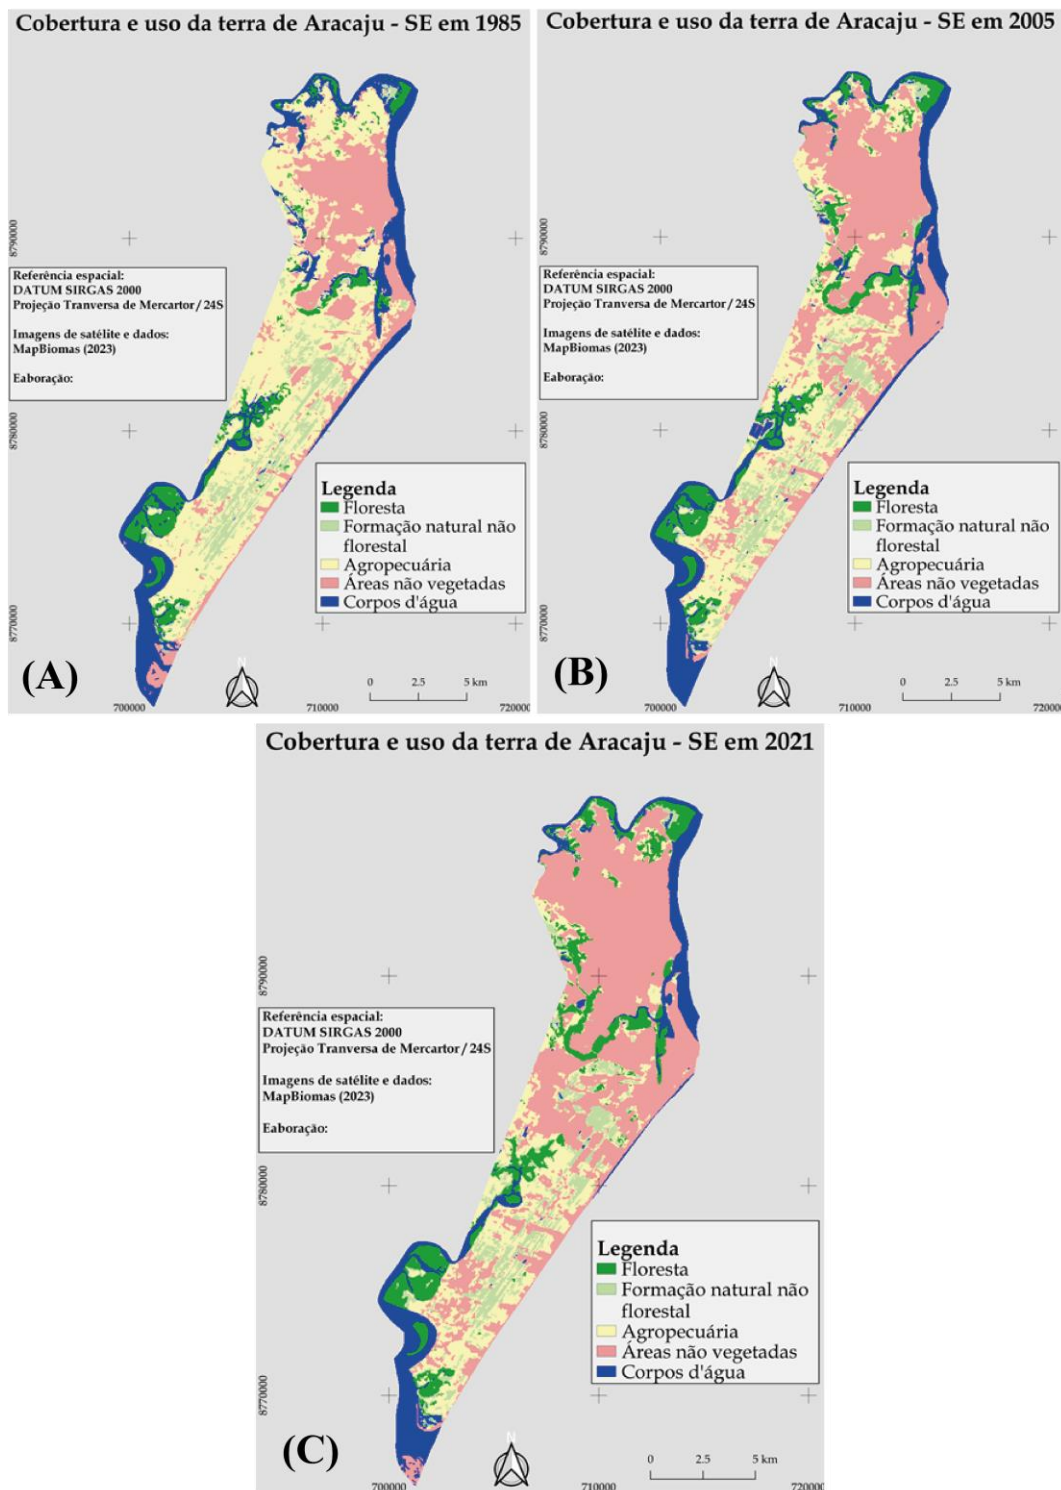 Cobertura e uso da terra de Aracaju - SE em 1985
8790000
Referência espacial:
DATUM SIRGAS 2000
Projeção Tranversa de Mercartor / 24S
Imagens de satélite e dados:
MapBiomas (2023)
Eaboração:
8780000
Legenda
Floresta
Formação natural não
florestal
Agropecuária
Áreas não vegetadas
Corpos d'água
8770000
(A)
N
0 2.5 5 km
700000 710000 720000
Cobertura e uso da terra de Aracaju - SE em 2005
8790000
Referência espacial:
DATUM SIRGAS 2000
Projeção Tranversa de Mercartor / 24S
Imagens de satélite e dados:
MapBiomas (2023)
Eaboração:
8780000
Legenda
Floresta
Formação natural não
florestal
Agropecuária
Áreas não vegetadas
Corpos d'água
8770000
(B)
N
0 2.5 5 km
700000 710000 72000
Cobertura e uso da terra de Aracaju - SE em 2021
8790000
Referência espacial:
DATUM SIRGAS 2000
Projeção Tranversa de Mercartor / 24S
Imagens de satélite e dados:
MapBiomas (2023)
Eaboração:
8780000
Legenda
Floresta
Formação natural não
florestal
Agropecuária
Áreas não vegetadas
Corpos d'água
8770000
(C)
N
0 2.5 5 km
700000 710000 720000